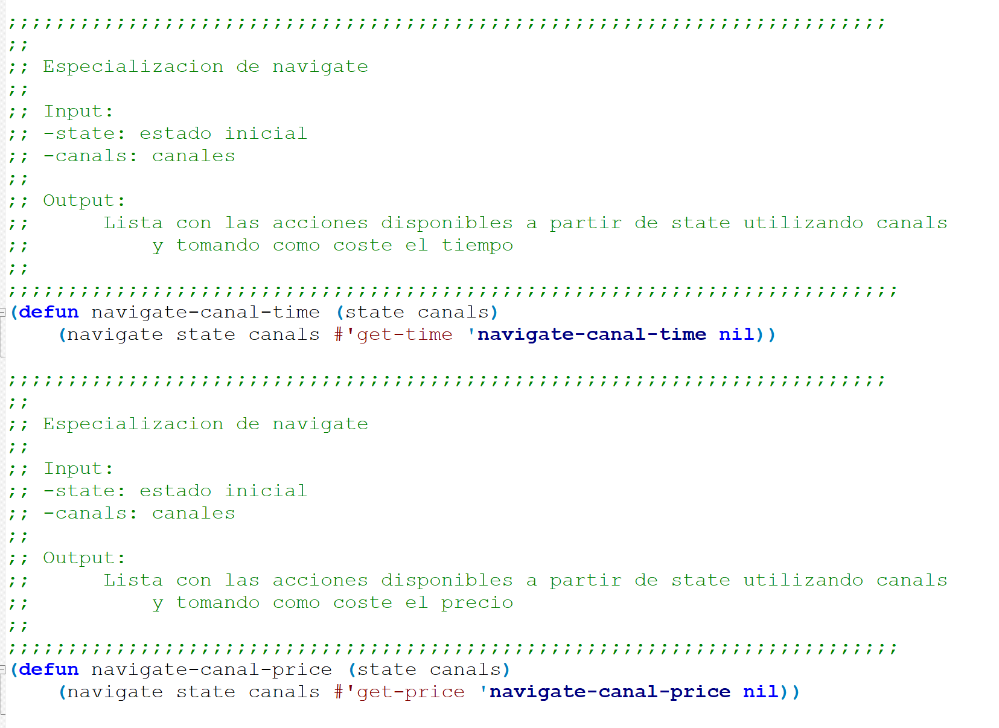 ;;;;;;;;;;;;;;;;;;;;;;;;;;;;;;;;;;;;;;;;;;;;;;;;;;;;;;;;;;;;;;;;;;;;;;;;;
;;
;; Especializacion de navigate
;;
;; Input:
;; -state: estado inicial
;; -canals: canales
;;
;; Output:
;;      Lista con las acciones disponibles a partir de state utilizando canals
;;          y tomando como coste el tiempo
;;
;;;;;;;;;;;;;;;;;;;;;;;;;;;;;;;;;;;;;;;;;;;;;;;;;;;;;;;;;;;;;;;;;;;;;;;;;;
(defun navigate-canal-time (state canals)
    (navigate state canals #'get-time 'navigate-canal-time nil))
;;;;;;;;;;;;;;;;;;;;;;;;;;;;;;;;;;;;;;;;;;;;;;;;;;;;;;;;;;;;;;;;;;;;;;;;;
;;
;; Especializacion de navigate
;;
;; Input:
;; -state: estado inicial
;; -canals: canales
;;
;; Output:
;;      Lista con las acciones disponibles a partir de state utilizando canals
;;          y tomando como coste el precio
;;
;;;;;;;;;;;;;;;;;;;;;;;;;;;;;;;;;;;;;;;;;;;;;;;;;;;;;;;;;;;;;;;;;;;;;;;;;;
(defun navigate-canal-price (state canals)
    (navigate state canals #'get-price 'navigate-canal-price nil))